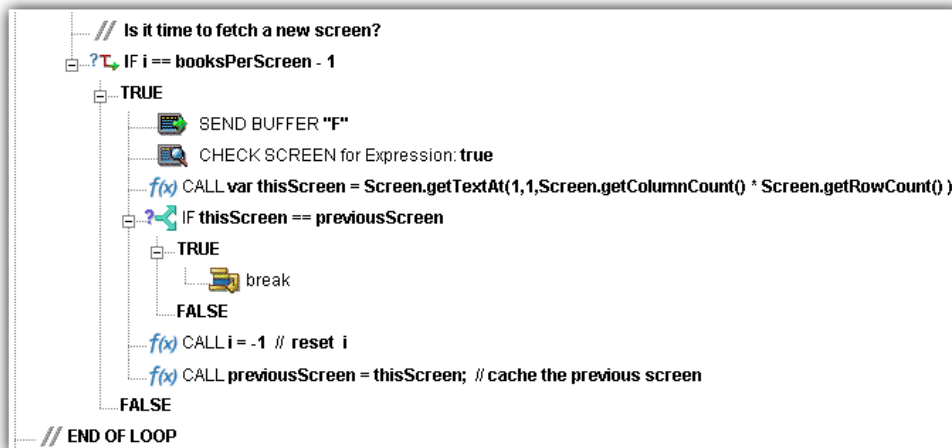 // Is it time to fetch a new screen?
IF i == booksPerScreen - 1
TRUE
SEND BUFFER "F"
CHECK SCREEN for Expression: true
f(x) CALL var thisScreen = Screen.getTextAt(1,1,Screen.getColumnCount() * Screen.getRowCount() )
IF thisScreen == previousScreen
TRUE
break
FALSE
f(x) CALL i = -1 // reset i
f(x) CALL previousScreen = thisScreen; // cache the previous screen
FALSE
// END OF LOOP